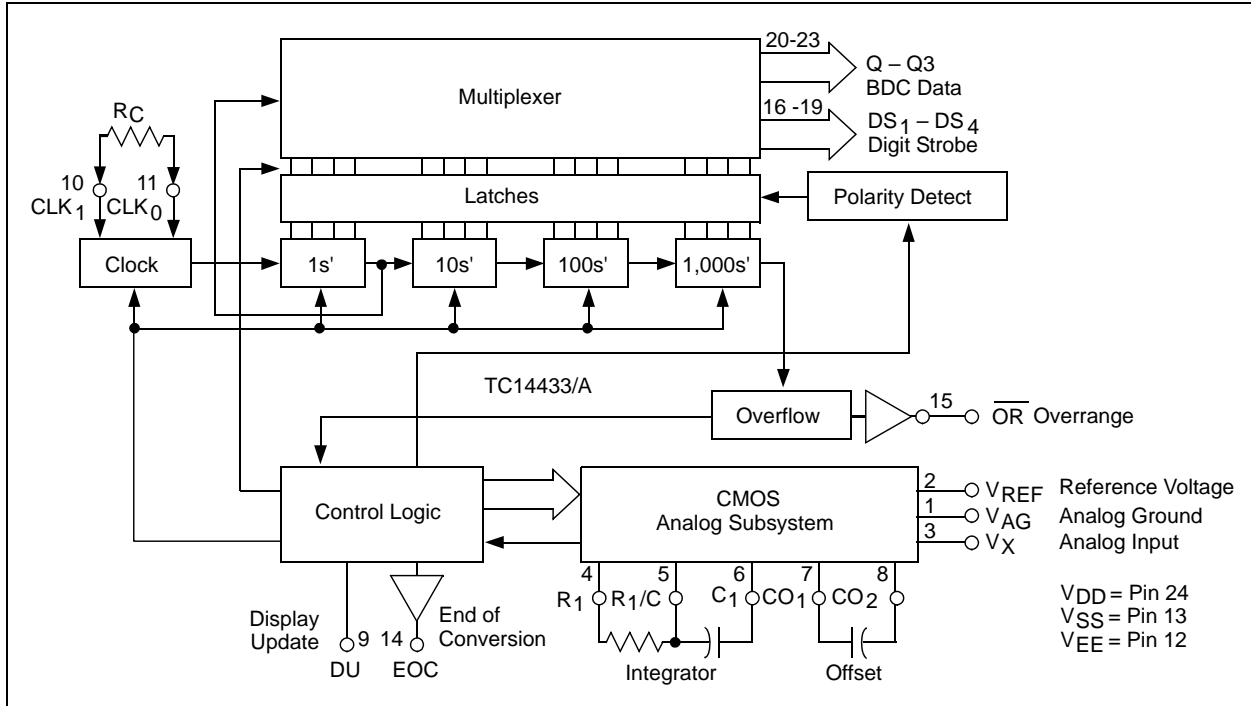 20-23
Q – Q3
BDC Data
Multiplexer
16 -19
DS1 – DS4
Digit Strobe
RC
10
11
CLK1
CLK0
Latches
Polarity Detect
Clock
1s'
10s'
100s'
1,000s'
TC14433/A
Overflow
15
OR Overrange
Control Logic
CMOS
Analog Subsystem
2
VREF Reference Voltage
1
VAG Analog Ground
3
VX Analog Input
4
5
6
7
8
R1
R1/C
C1
CO1
CO2
VDD = Pin 24
VSS = Pin 13
VEE = Pin 12
Display
Update
9
DU
14
EOC
End of
Conversion
Integrator
Offset